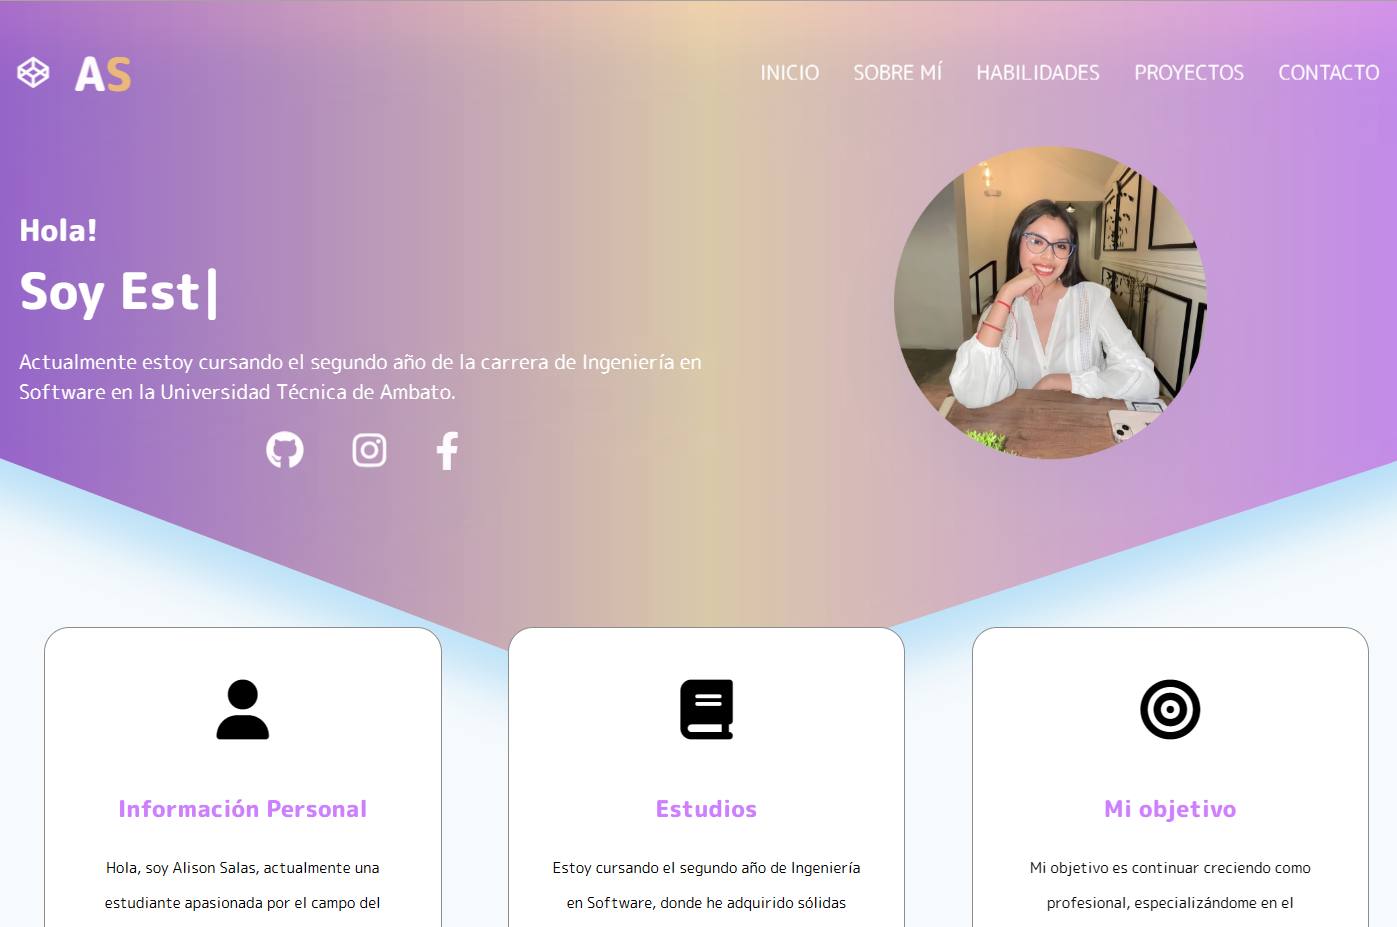 AS
INICIO SOBRE MÍ HABILIDADES PROYECTOS CONTACTO
Hola!
Soy Est|
Actualmente estoy cursando el segundo año de la carrera de Ingeniería en
Software en la Universidad Técnica de Ambato.
Información Personal
Hola, soy Alison Salas, actualmente una
estudiante apasionada por el campo del
Estudios
Estoy cursando el segundo año de Ingeniería
en Software, donde he adquirido sólidas
Mi objetivo
Mi objetivo es continuar creciendo como
profesional, especializándome en el